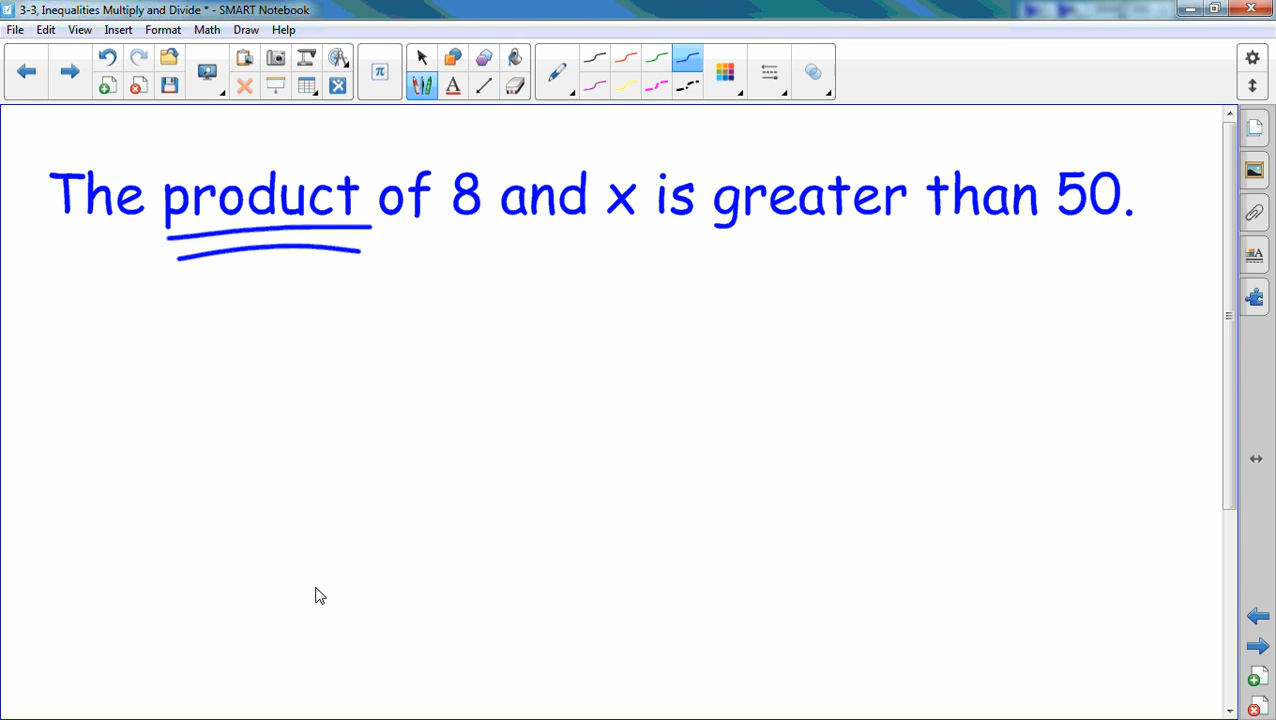 3-3, Inequalities Multiply and Divide * - SMART Notebook
File Edit View Insert Format Math Draw Help
π
A
The product of 8 and x is greater than 50.